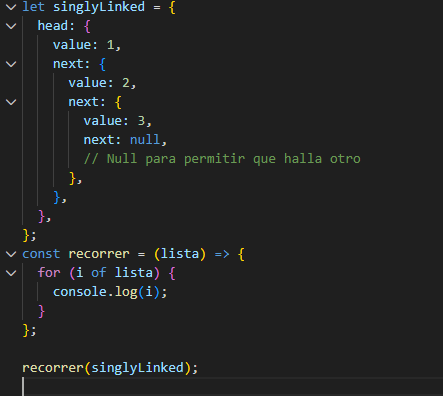 let singlyLinked = {
  head: {
    value: 1,
    next: {
      value: 2,
      next: {
        value: 3,
        next: null,
        // Null para permitir que halla otro
      },
    },
  },
};
const recorrer = (lista) => {
  for (i of lista) {
    console.log(i);
  }
};

recorrer(singlyLinked);